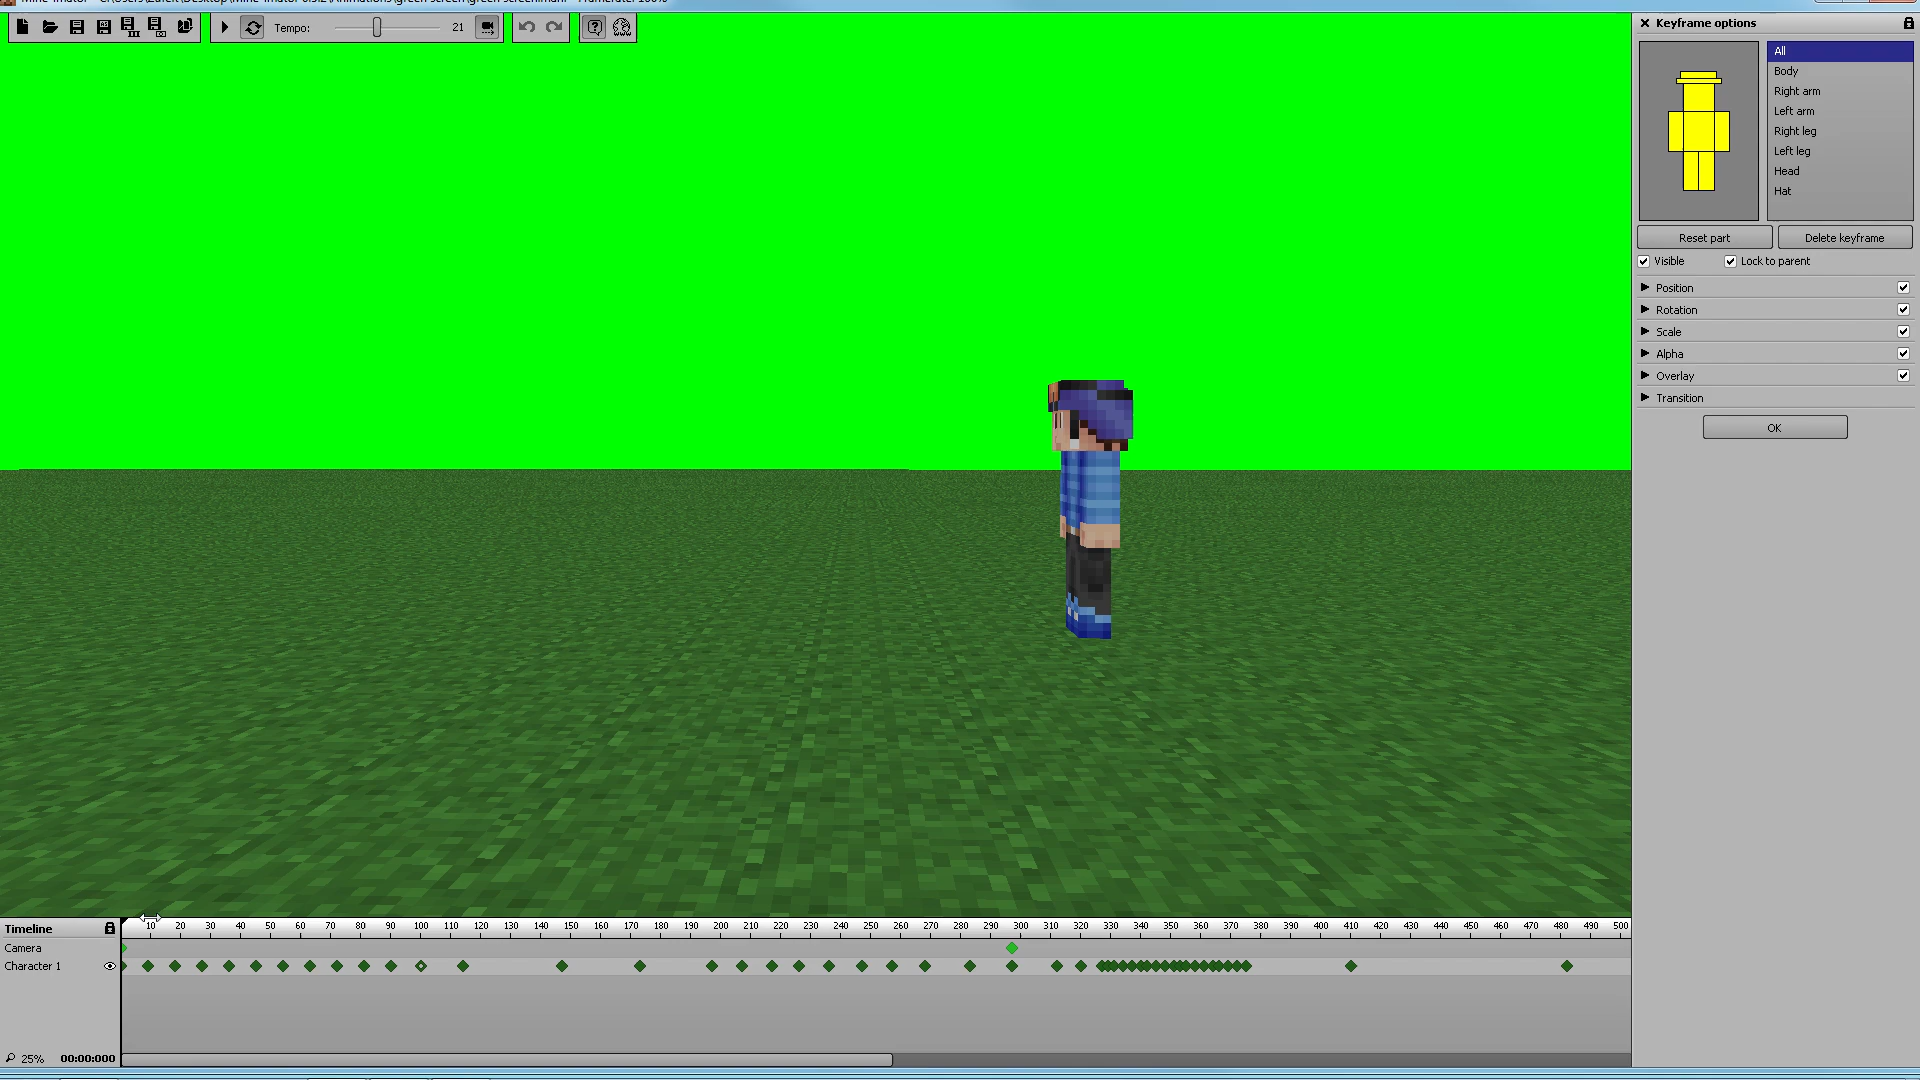 Tempo:
21
Keyframe options
All
Body
Right arm
Left arm
Right leg
Left leg
Head
Hat
Reset part
Delete keyframe
Visible
Lock to parent
Position
Rotation
Scale
Alpha
Overlay
Transition
OK
Timeline
10 20 30 40 50 60 70 80 90 100 110 120 130 140 150 160 170 180 190 200 210 220 230 240 250 260 270 280 290 300 310 320 330 340 350 360 370 380 390 400 410 420 430 440 450 460 470 480 490 500
Camera
Character 1
25%
00:00:000